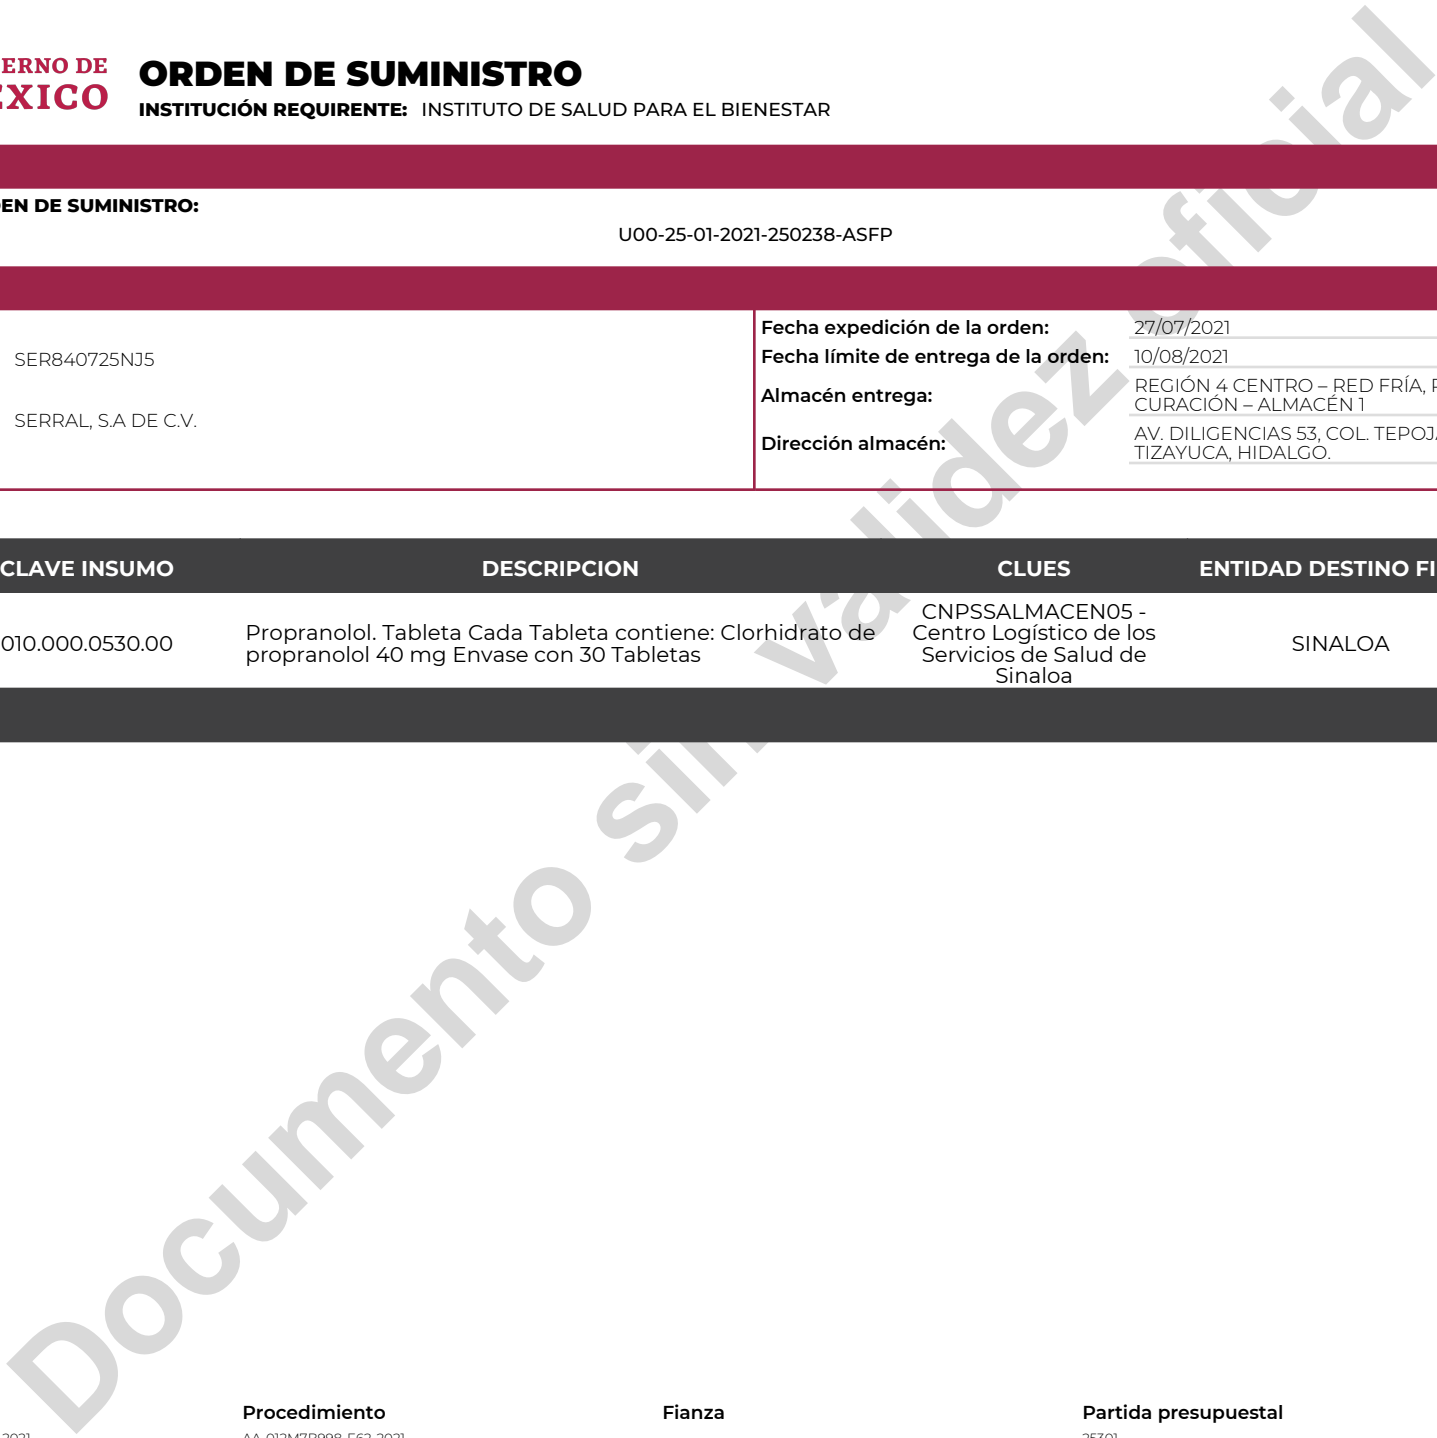 ERNO DE
EXICO
ORDEN DE SUMINISTRO
INSTITUCIÓN REQUIRENTE: INSTITUTO DE SALUD PARA EL BIENESTAR
EN DE SUMINISTRO:
U00-25-01-2021-250238-ASFP
SER840725NJ5
SERRAL, S.A DE C.V.
Fecha expedición de la orden: 27/07/2021
Fecha límite de entrega de la orden: 10/08/2021
Almacén entrega: REGIÓN 4 CENTRO – RED FRÍA,
CURACIÓN – ALMACÉN 1
Dirección almacén: AV. DILIGENCIAS 53, COL. TEPOJ
TIZAYUCA, HIDALGO.
CLAVE INSUMO DESCRIPCION CLUES ENTIDAD DESTINO FI
010.000.0530.00
Propranolol. Tableta Cada Tableta contiene: Clorhidrato de
propranolol 40 mg Envase con 30 Tabletas
CNPSSALMACEN05 -
Centro Logístico de los
Servicios de Salud de
Sinaloa
SINALOA
Documento sin validez oficial
Procedimiento Fianza Partida presupuestal